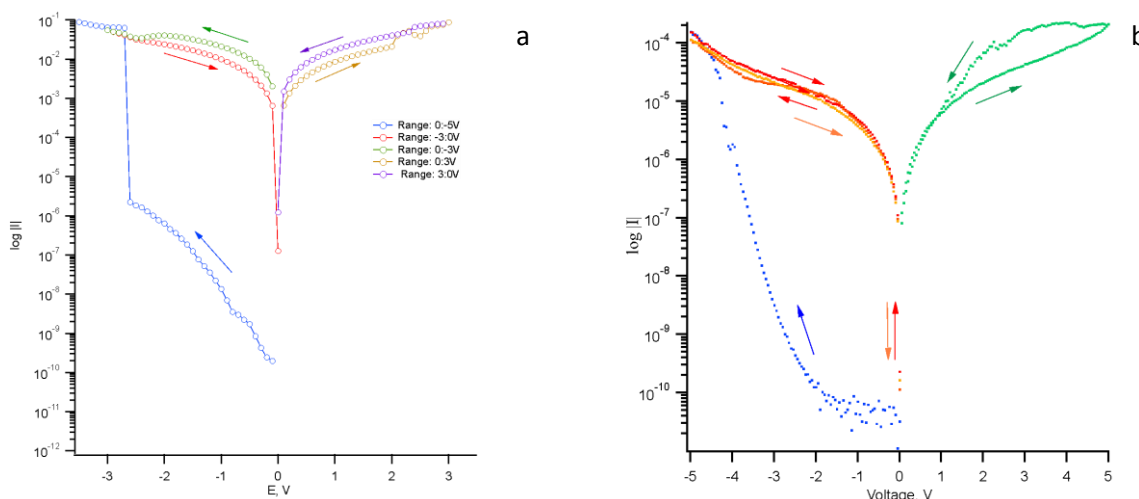 a
10⁻¹
10⁻²
10⁻³
10⁻⁴
10⁻⁵
10⁻⁶
10⁻⁷
10⁻⁸
10⁻⁹
10⁻¹⁰
10⁻¹¹
10⁻¹²
log |I|
Range: 0:-5V
Range: -3:0V
Range: 0:-3V
Range: 0:3V
Range: 3:0V
-3 -2 -1 0 1 2 3
E, V
b
10⁻⁴
10⁻⁵
10⁻⁶
10⁻⁷
10⁻⁸
10⁻⁹
10⁻¹⁰
log |I|
-5 -4 -3 -2 -1 0 1 2 3 4 5
Voltage, V